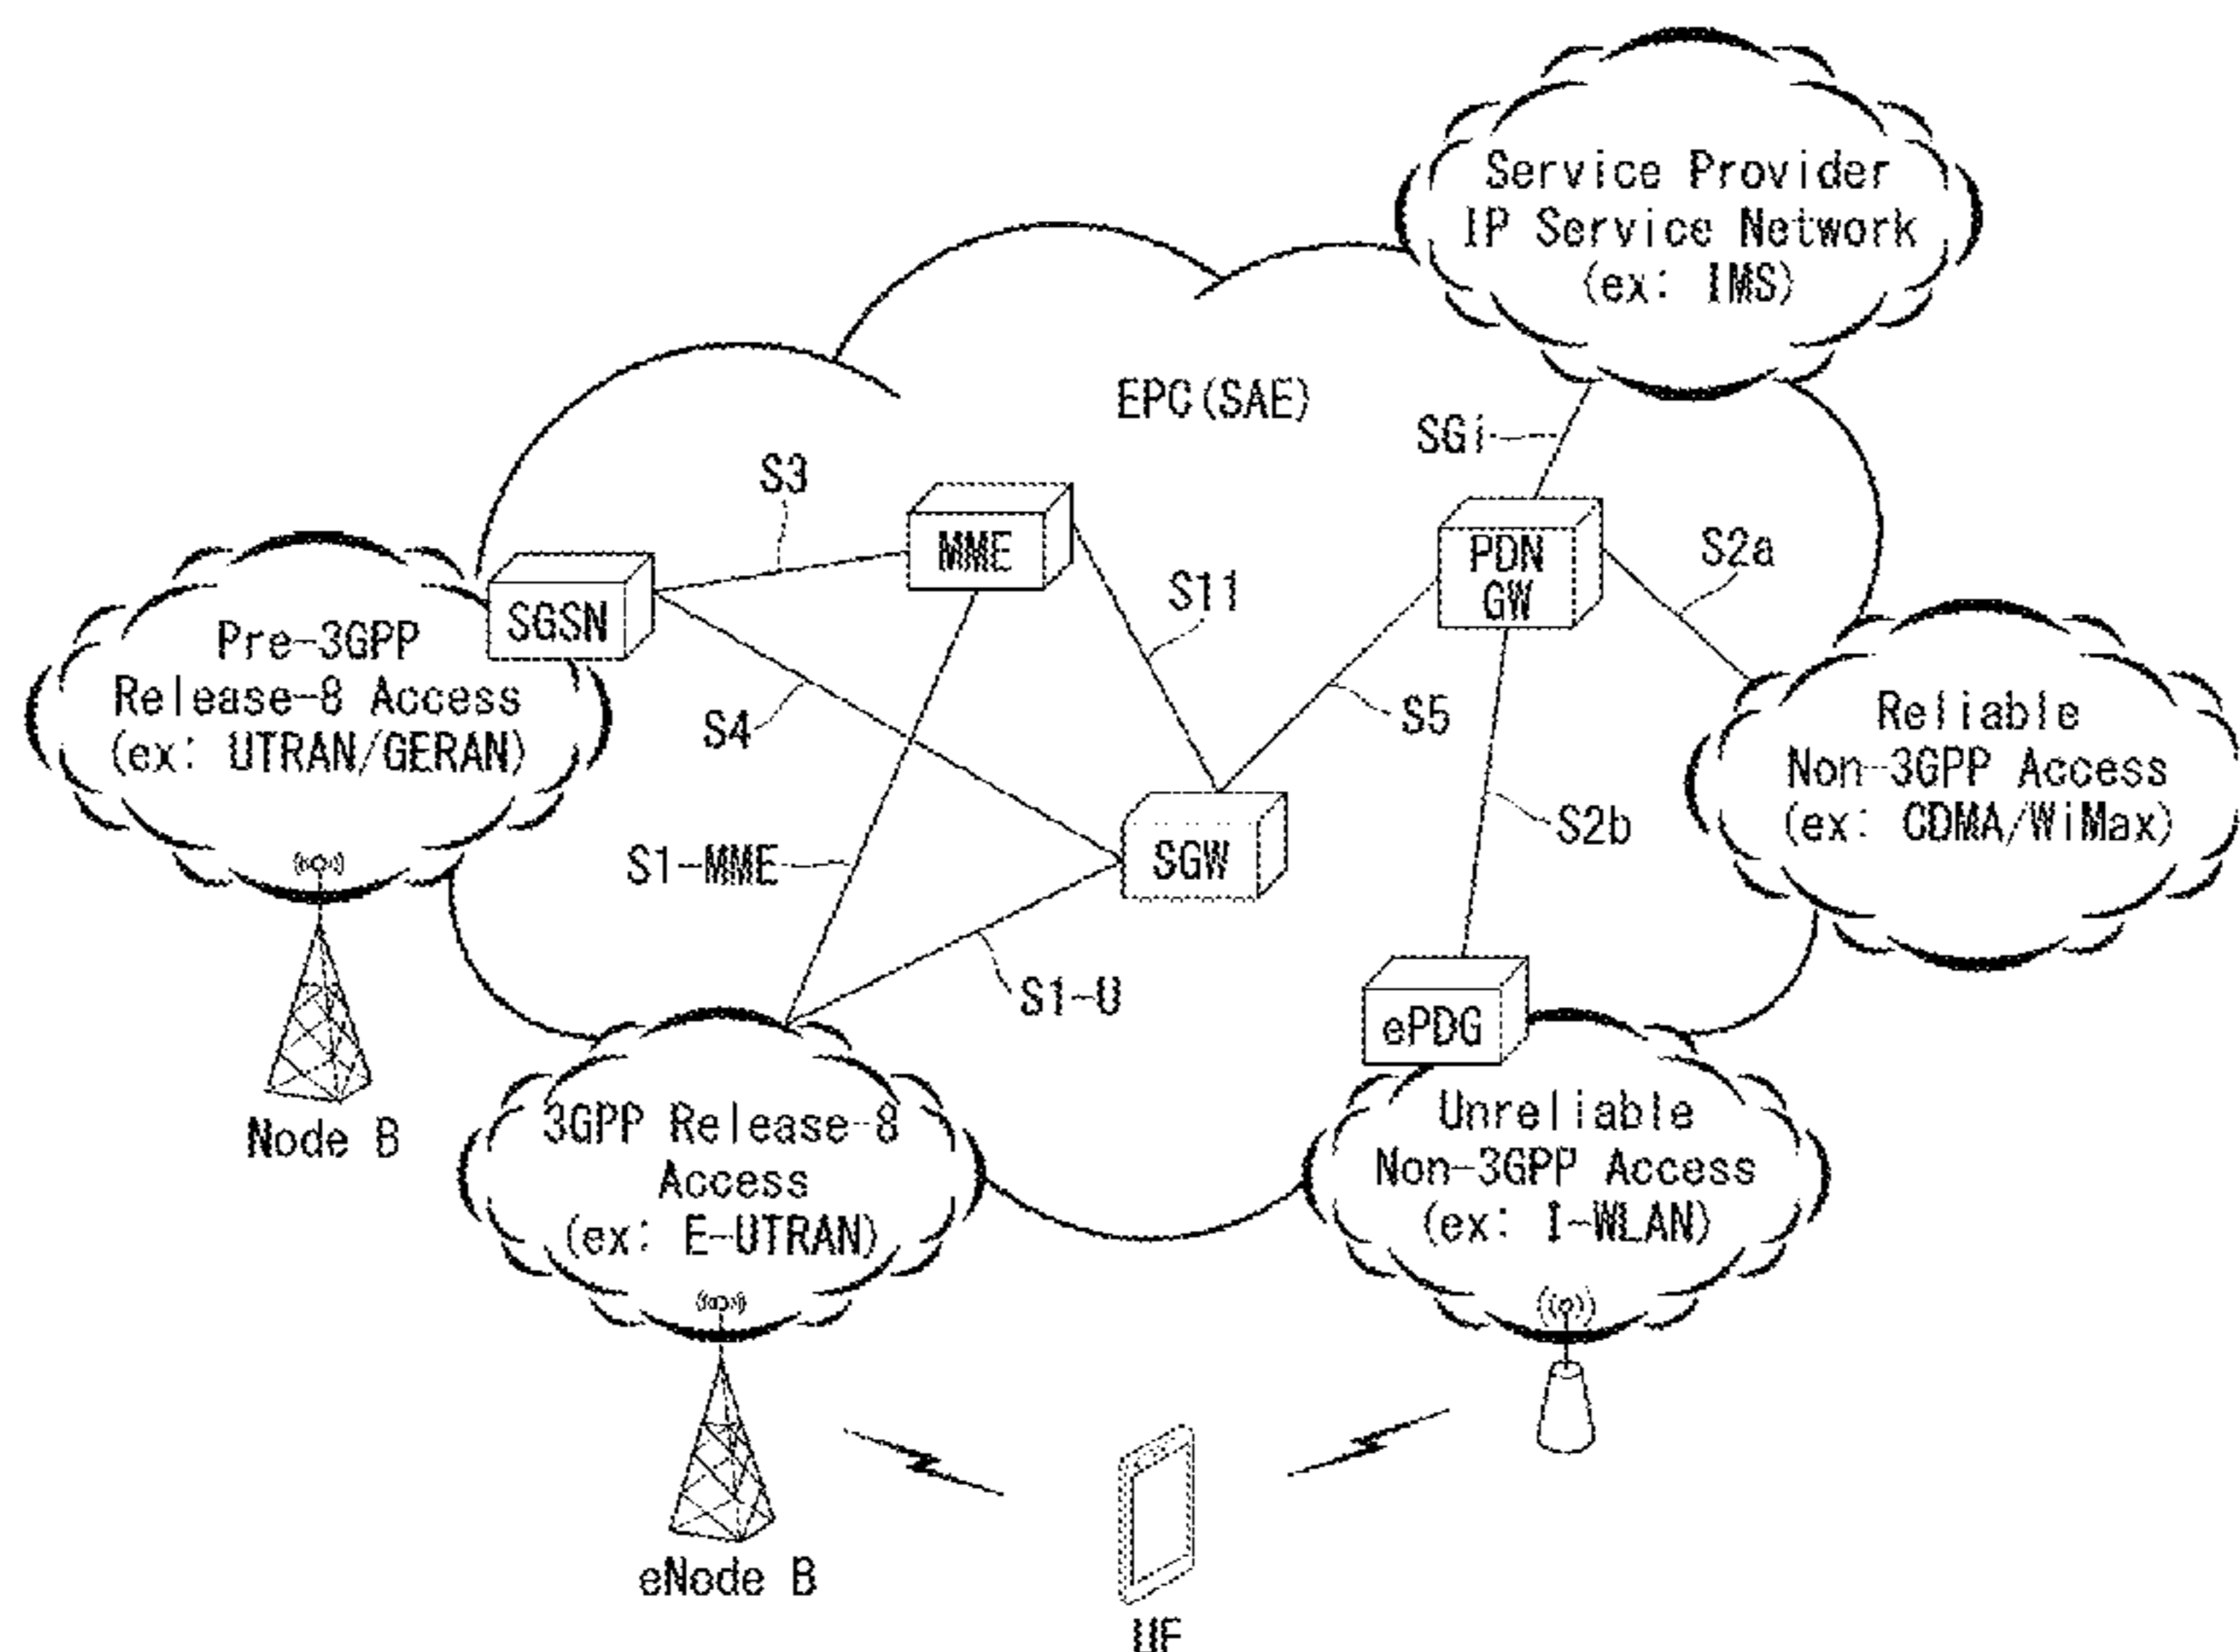 Service Provider
IP Service Network
(ex: IMS)
EPC(SAE)
SGi
S3
MME
PDN
GW
S2a
SGSN
S11
Pre-3GPP
Release-8 Access
(ex: UTRAN/GERAN)
S4
S5
Reliable
Non-3GPP Access
(ex: CDMA/WiMax)
S2b
S1-MME
SGW
S1-U
ePDG
Node B
3GPP Release-8
Access
(ex: E-UTRAN)
Unreliable
Non-3GPP Access
(ex: I-WLAN)
eNode B
UE